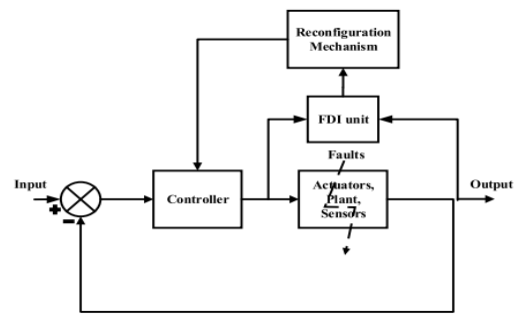 Reconfiguration
Mechanism
FDI unit
Faults
Input
Controller
Actuators,
Plant,
Sensors
Output
+
−